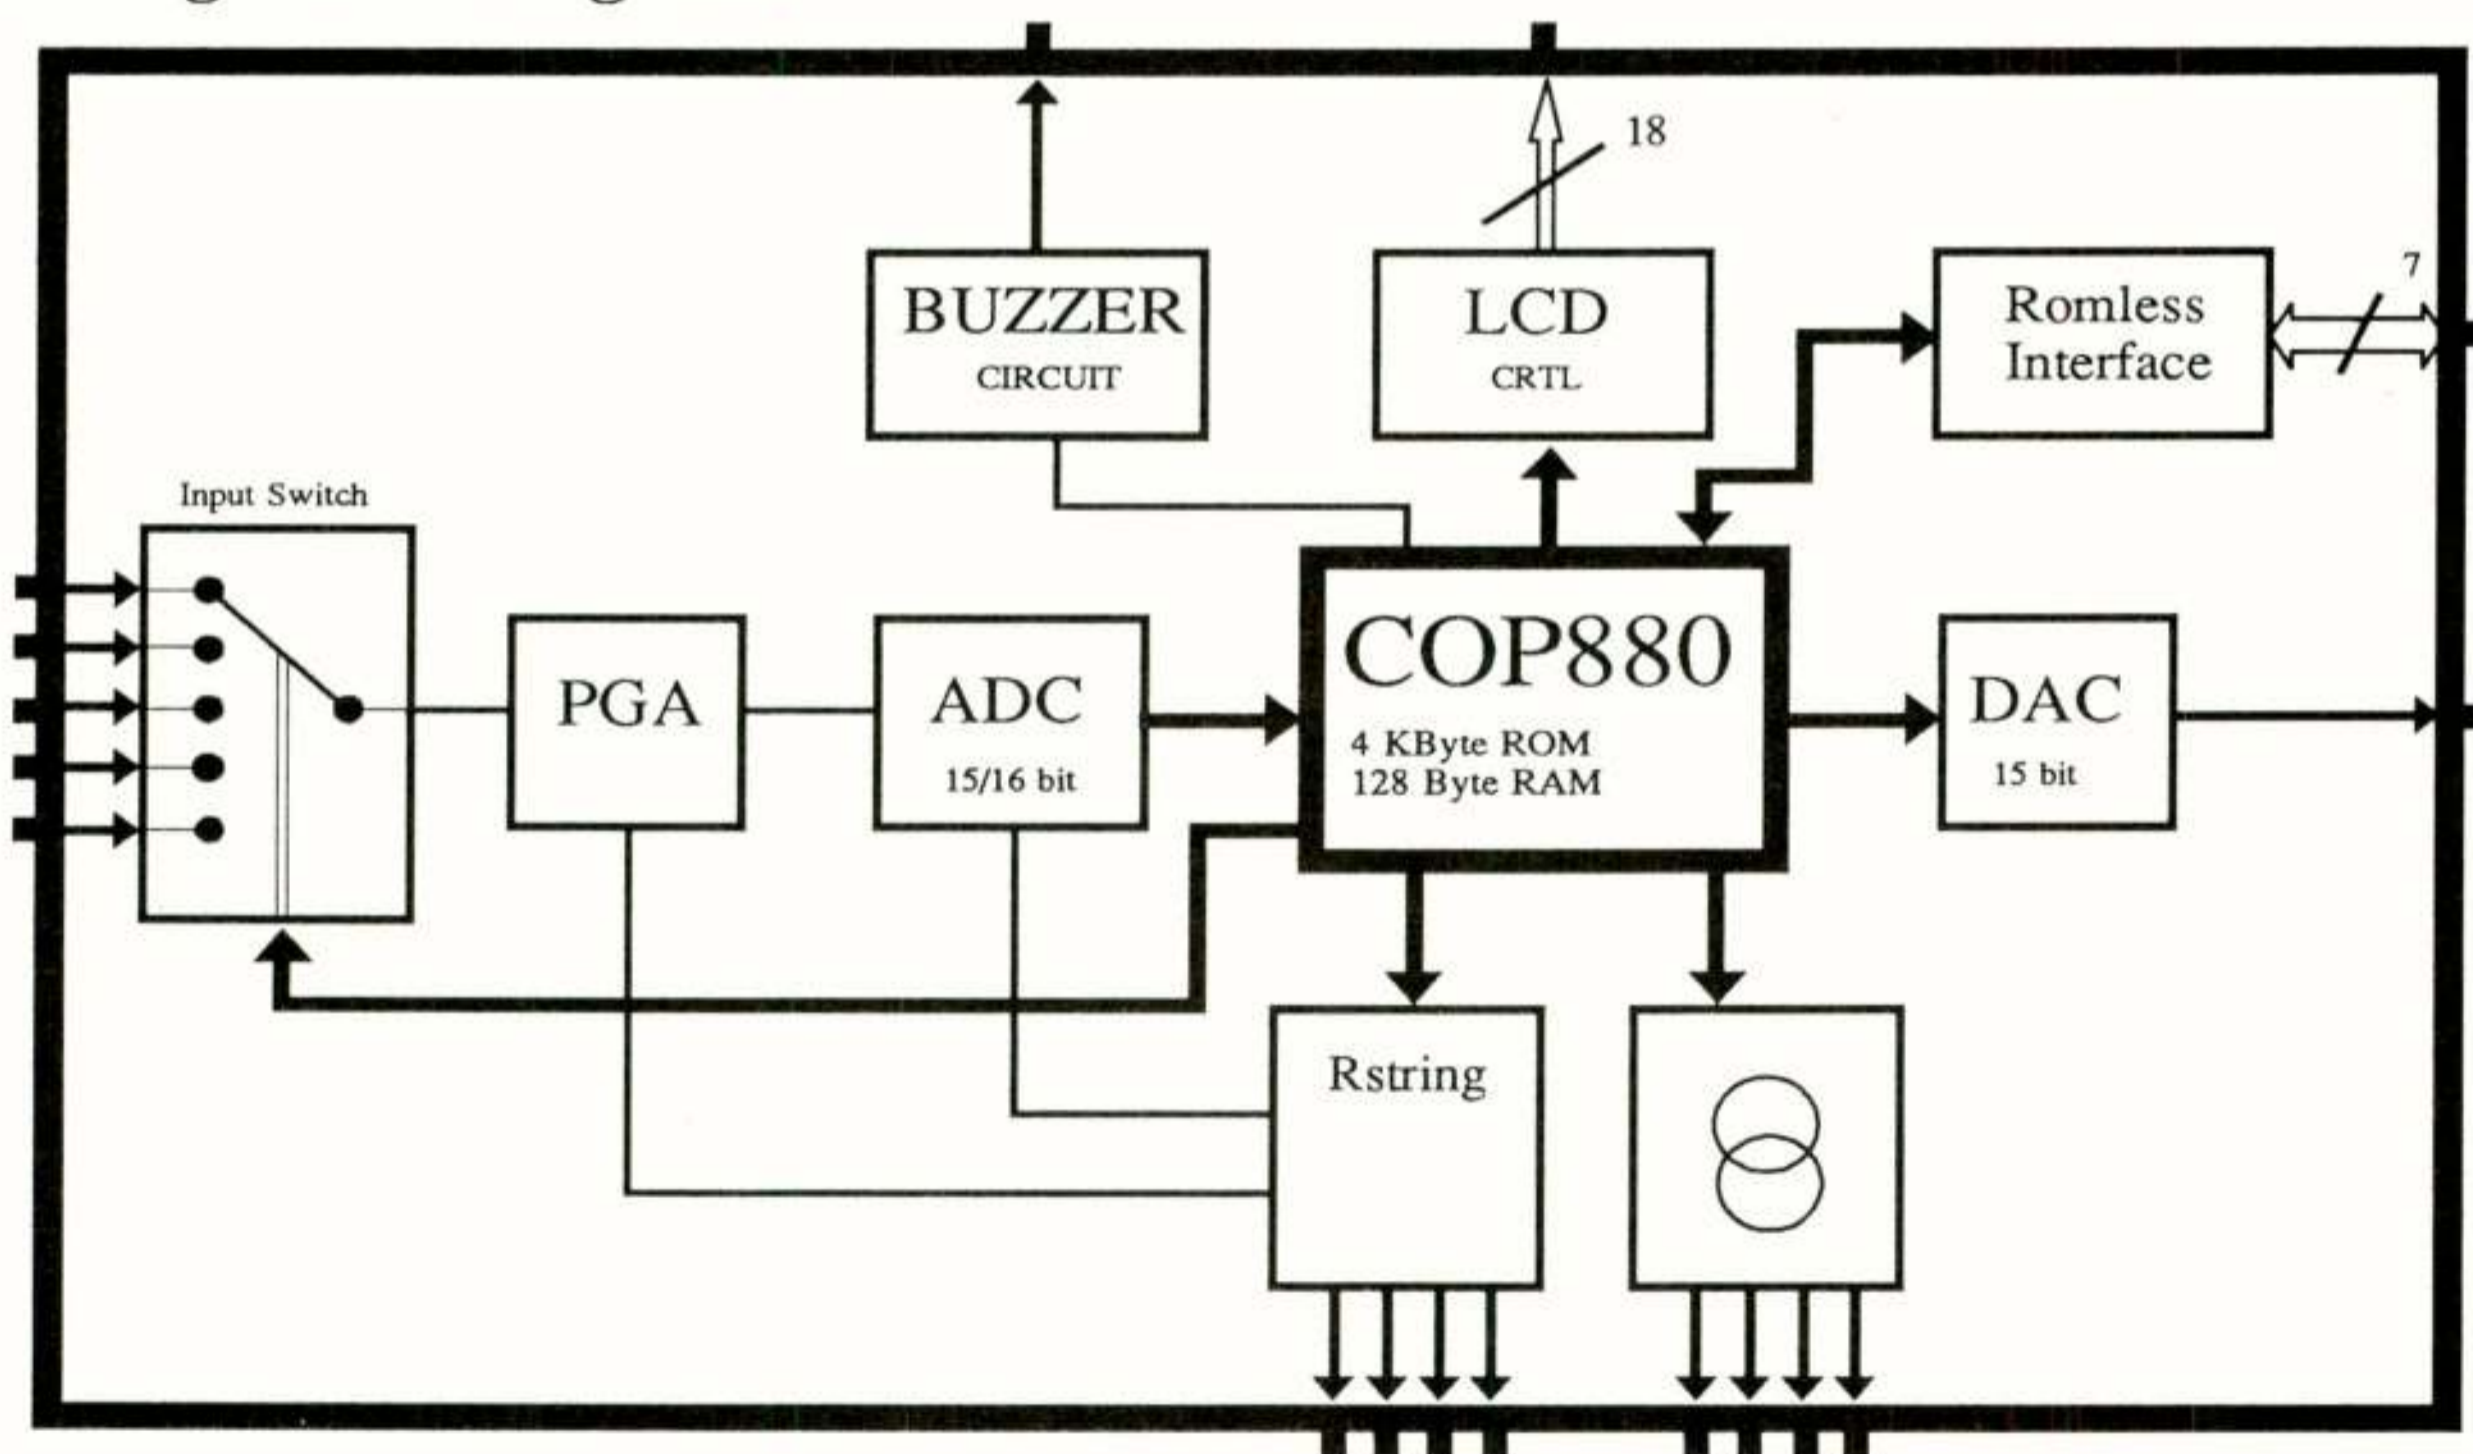 18
BUZZER
CIRCUIT
LCD
CRTL
Romless
Interface
7
Input Switch
PGA
ADC
15/16 bit
COP880
4 KByte ROM
128 Byte RAM
DAC
15 bit
Rstring